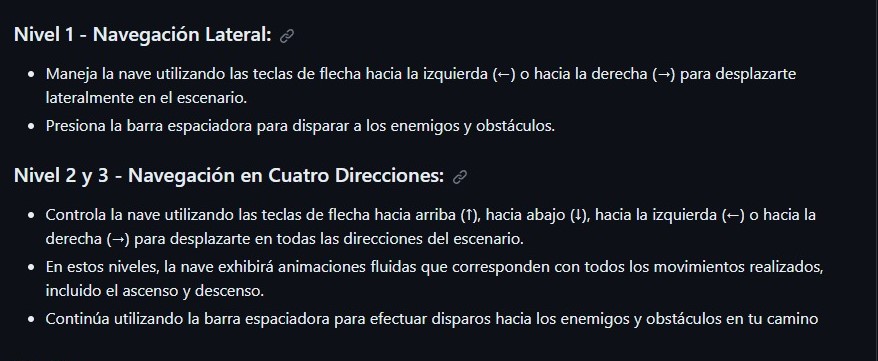 Nivel 1 - Navegación Lateral:
• Maneja la nave utilizando las teclas de flecha hacia la izquierda (←) o hacia la derecha (→) para desplazarte
lateralmente en el escenario.
• Presiona la barra espaciadora para disparar a los enemigos y obstáculos.
Nivel 2 y 3 - Navegación en Cuatro Direcciones:
• Controla la nave utilizando las teclas de flecha hacia arriba (↑), hacia abajo (↓), hacia la izquierda (←) o hacia la
derecha (→) para desplazarte en todas las direcciones del escenario.
• En estos niveles, la nave exhibirá animaciones fluidas que corresponden con todos los movimientos realizados,
incluido el ascenso y descenso.
• Continúa utilizando la barra espaciadora para efectuar disparos hacia los enemigos y obstáculos en tu camino